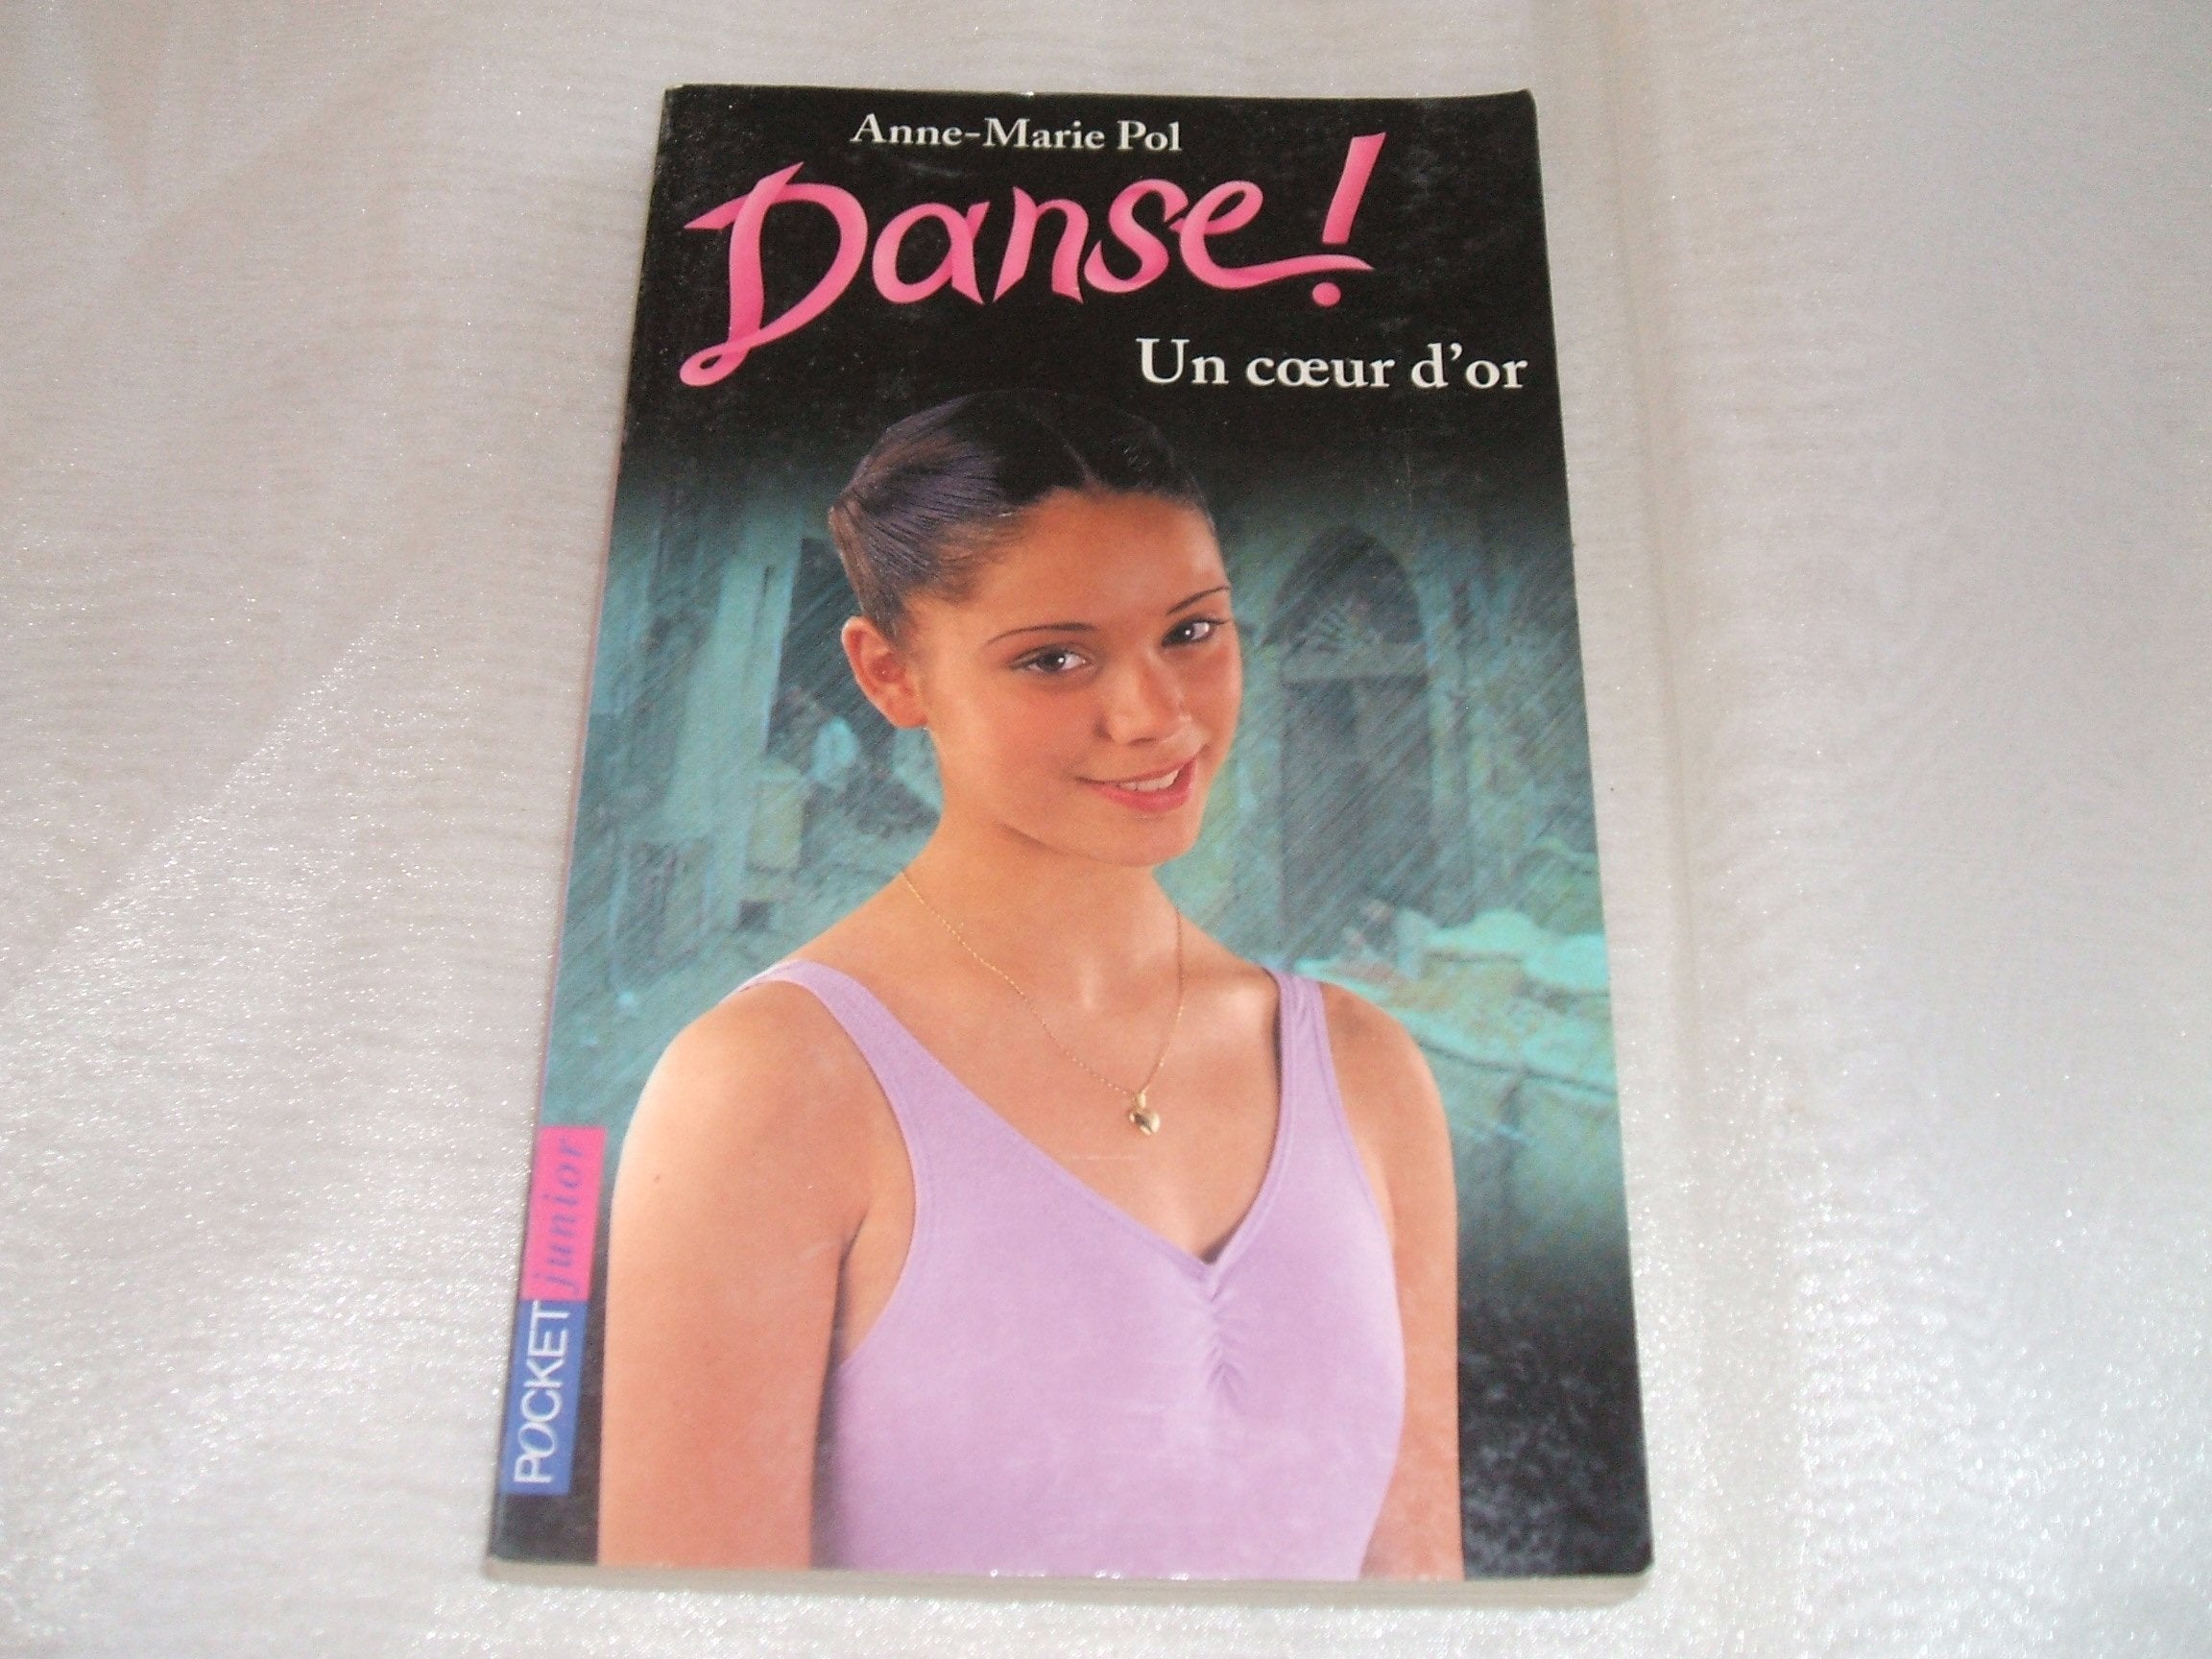 Anne-Marie Pol
Danse !
Un cœur d'or
POCKET junior